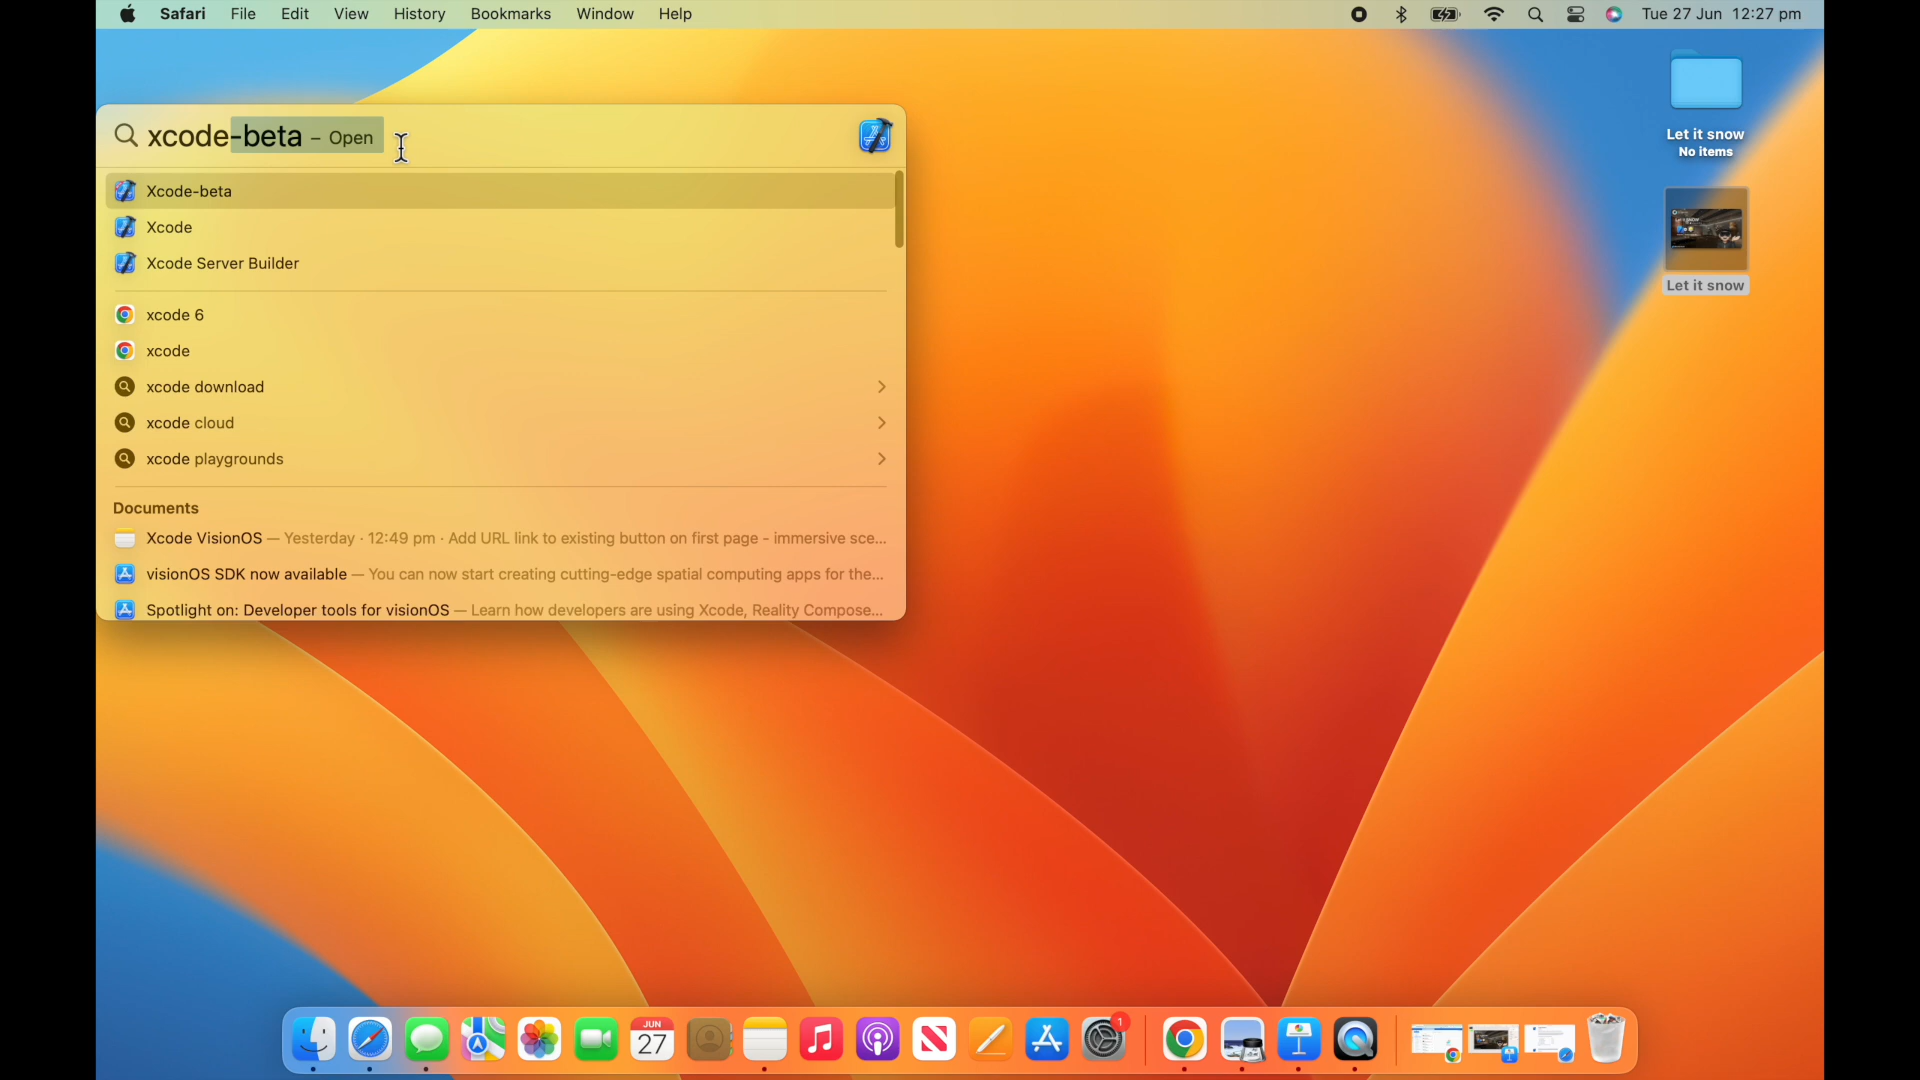 Safari File Edit View History Bookmarks Window Help
Tue 27 Jun 12:27 pm
xcode-beta – Open
Xcode-beta
Xcode
Xcode Server Builder
xcode 6
xcode
xcode download
xcode cloud
xcode playgrounds
Documents
Xcode VisionOS — Yesterday · 12:49 pm · Add URL link to existing button on first page - immersive sce...
visionOS SDK now available — You can now start creating cutting-edge spatial computing apps for the...
Spotlight on: Developer tools for visionOS — Learn how developers are using Xcode, Reality Compose...
Let it snow
No items
Let it snow
JUN
27
1